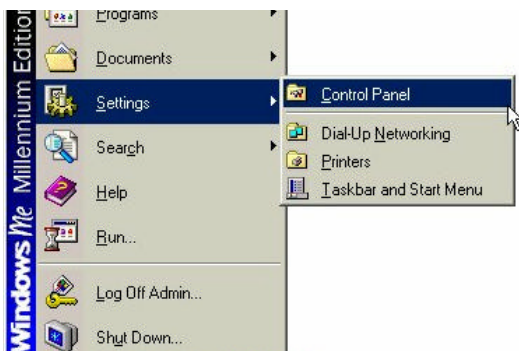 Windows Me Millennium Edition
Programs
Documents
Settings
Search
Help
Run...
Log Off Admin...
Shut Down...
Control Panel
Dial-Up Networking
Printers
Taskbar and Start Menu